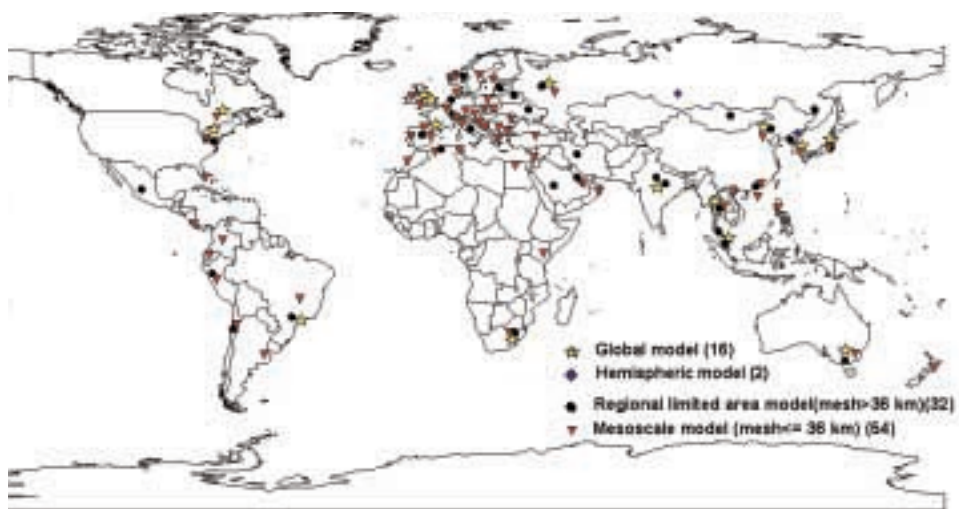 Global model (16)
Hemispheric model (2)
Regional limited area model(mesh>36 km)(32)
Mesoscale model (mesh<= 36 km) (54)